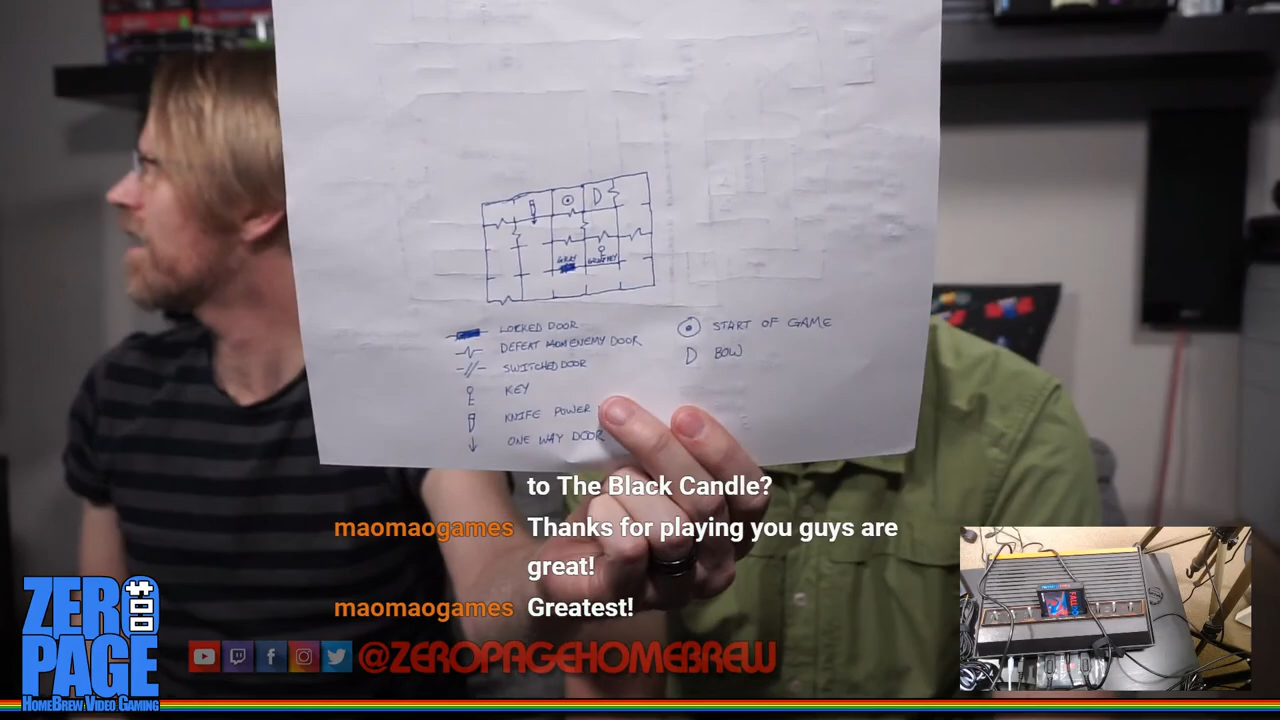 D
LOCKED DOOR
DEFEAT ENEMY DOOR
SWITCHED DOOR
KEY
KNIFE POWER
ONE WAY DOOR
START OF GAME
D BOW
to The Black Candle?
maomaogames Thanks for playing you guys are
great!
maomaogames Greatest!
ZERO
PAGE
HOMEBREW VIDEO GAMING
@ZEROPAGEHOMEBREW